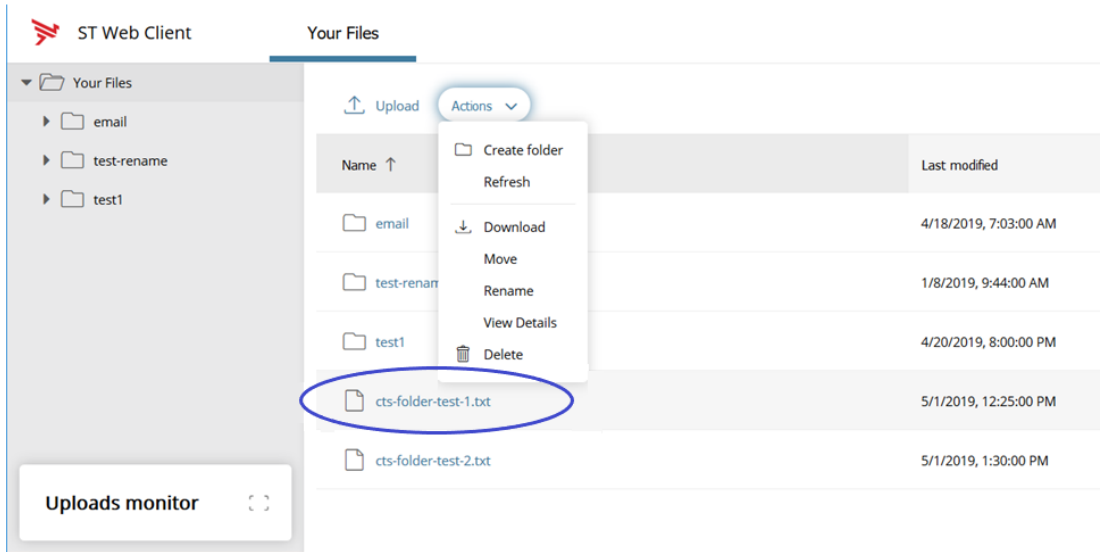 ST Web Client
Your Files
Your Files
email
test-rename
test1
Upload
Actions
Create folder
Refresh
Download
Move
Rename
View Details
Delete
Name ↑
Last modified
email
4/18/2019, 7:03:00 AM
test-renam
1/8/2019, 9:44:00 AM
test1
4/20/2019, 8:00:00 PM
cts-folder-test-1.txt
5/1/2019, 12:25:00 PM
cts-folder-test-2.txt
5/1/2019, 1:30:00 PM
Uploads monitor